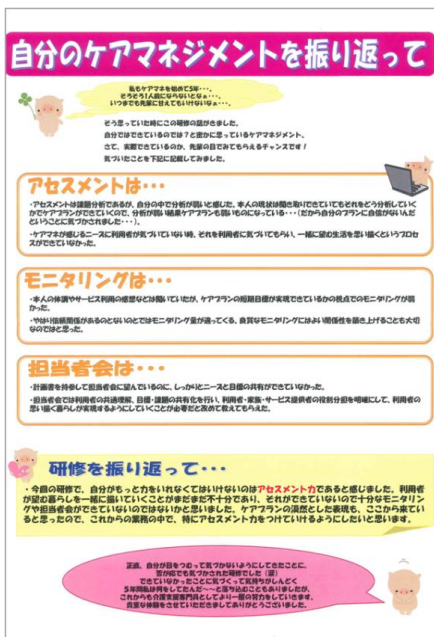 自分のケアマネジメントを振り返って
私もケアマネを始めて5年・・・。
そろそろ1人前にならないとなぁ・・・。
いつまでも先輩に甘えてもいけないなぁ・・・。
そう思っていた時にこの研修の話がきました。
自分ではできているのでは？と密かに思っているケアマネジメント、
さて、実際できているのか、先輩の目でみてもらえるチャンスです！
気づいたことを下記に記載してみました。
アセスメントは・・・
・アセスメントは課題分析であるが、自分の中で分析が弱いと感じた。本人の現状は聞き取りできていてもそれをどう分析していく
かでケアプランができていくので、分析が弱い結果ケアプランも弱いものになっている・・・（だから自分のプランに自信がないんだ
ということに気づかされました・・・）。
・ケアマネが感じるニーズに利用者が気づいていない時、それを利用者に気づいてもらい、一緒に望む生活を思い描くというプロセ
スができていなかった。
モニタリングは・・・
・本人の体調やサービス利用の感想などは聞いていたが、ケアプランの短期目標が実現できているかの視点でのモニタリングが弱
かった。
・やはり信頼関係があるのとないのとではモニタリング量が違ってくる。良質なモニタリングにはよい関係性を築き上げることも大切
なのではと思った。
担当者会は・・・
・計画書を持参して担当者会に望んでいるのに、しっかりとニーズと目標の共有ができていなかった。
・担当者会では利用者の共通理解、目標・課題の共有化を行い、利用者・家族・サービス提供者の役割分担を明確にして、利用者の
思い描く暮らしが実現するようにしていくことが必要だと改めて教えてもらえた。
研修を振り返って・・・
・今回の研修で、自分がもっと力をいれなくてはいけないのはアセスメント力であると感じました。利用者
が望む暮らしを一緒に描いていくことがまだまだ不十分であり、それができていないので十分なモニタリン
グや担当者会ができていないのではないかと思いました。ケアプランの漠然とした表現も、ここから来てい
ると思ったので、これからの業務の中で、特にアセスメント力をつけていけるようにしたいと思います。
正直、自分が目をつむって気づかないようにしてきたことに、
否が応でも気づかされた研修でした（涙）
できていなかったことに気づくって気持ちがしんどく
5年間私は何をしてたんだ～～と落ち込むこともありましたが、
これからも介護支援専門員としてより一層の努力をしていきます。
貴重な体験をさせていただきましてありがとうございました。